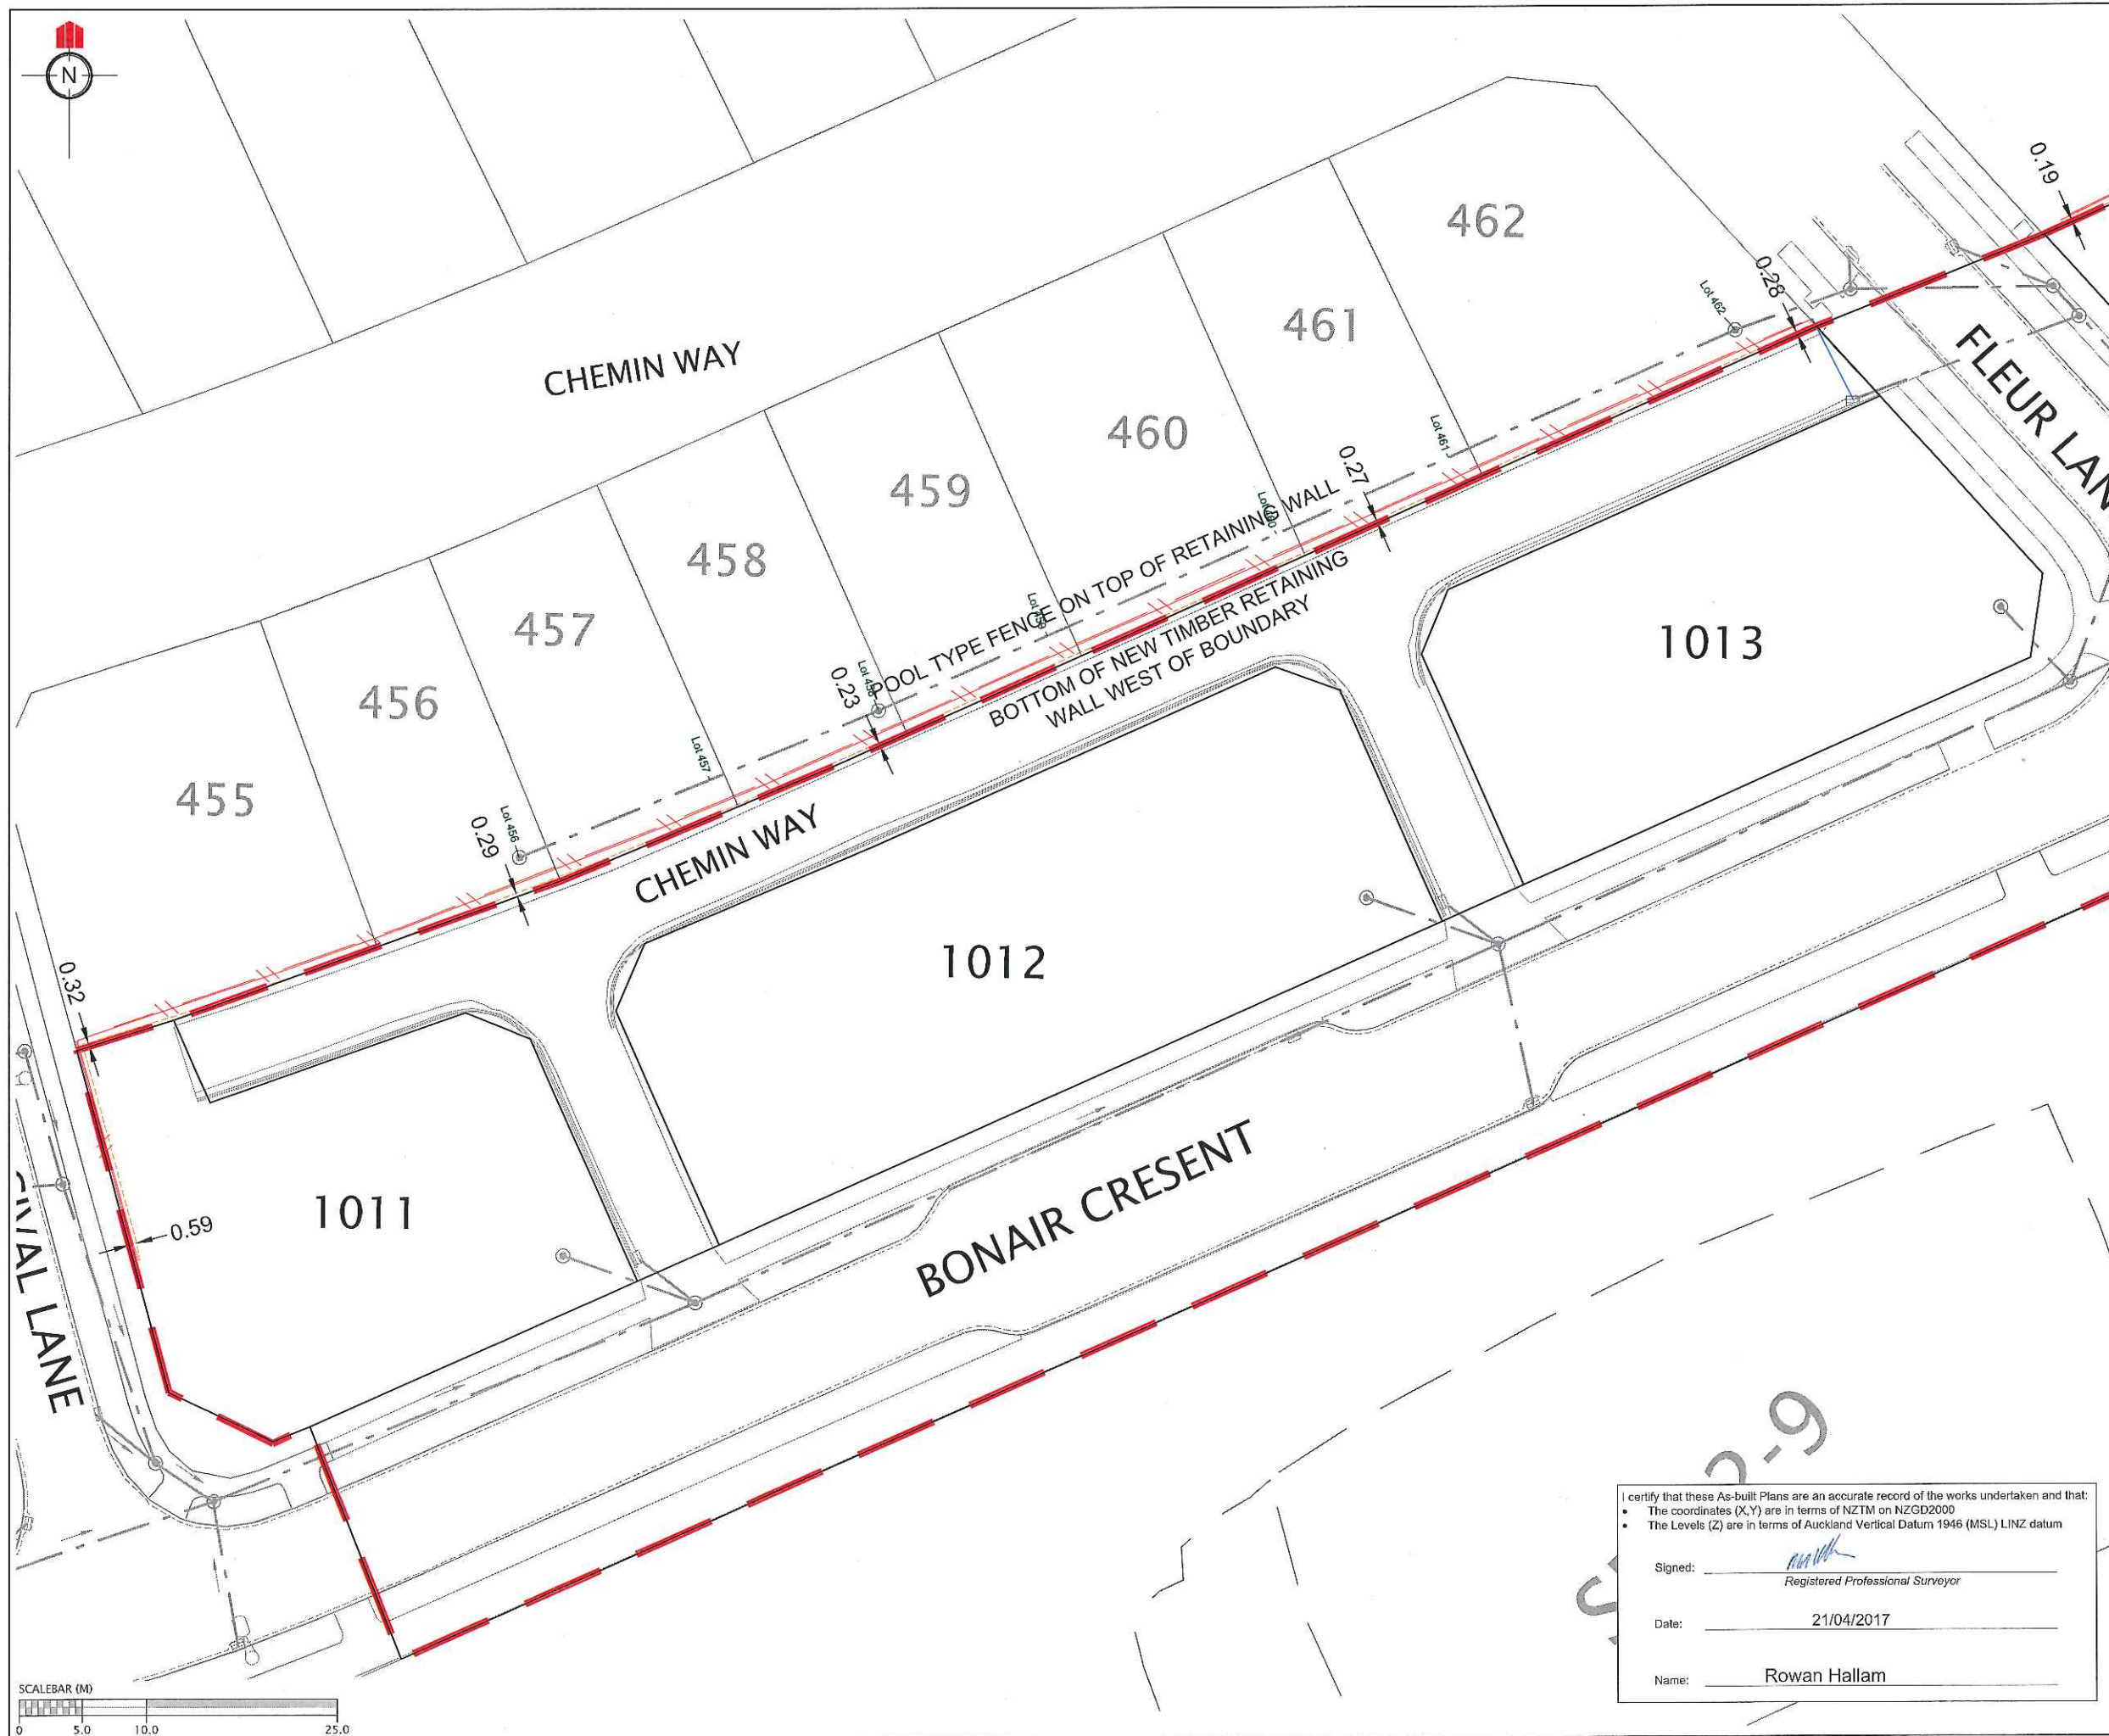 N
0.19
462
0.28
Lot 462
461
CHEMIN WAY
FLEUR LAN
460
Lot 461
0.27
459
POOL TYPE FENCE ON TOP OF RETAINING WALL
458
BOTTOM OF NEW TIMBER RETAINING
WALL WEST OF BOUNDARY
457
1013
0.23
456
Lot 457
455
Lot 456
0.29
CHEMIN WAY
1012
0.32
1011
0.59
BONAIR CRESENT
LANE
I certify that these As-built Plans are an accurate record of the works undertaken and that:
• The coordinates (X,Y) are in terms of NZTM on NZGD2000
• The Levels (Z) are in terms of Auckland Vertical Datum 1946 (MSL) LINZ datum
Signed:
Registered Professional Surveyor
Date: 21/04/2017
Name: Rowan Hallam
SCALEBAR (M)
0 5.0 10.0 25.0